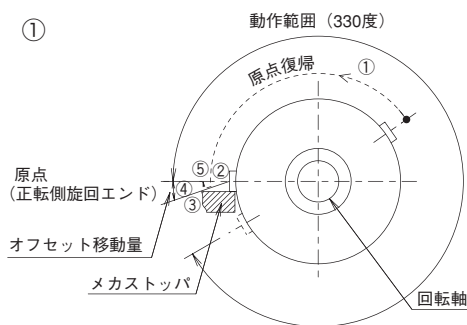 ①
動作範囲（330度）
原点復帰
①
⑤
②
原点
（正転側旋回エンド）
④
③
オフセット移動量
メカストッパ
回転軸